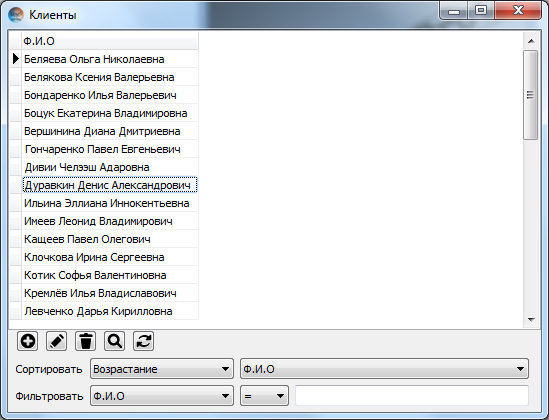 Клиенты
Ф.И.О
Беляева Ольга Николаевна
Белякова Ксения Валерьевна
Бондаренко Илья Валерьевич
Боцук Екатерина Владимировна
Вершинина Диана Дмитриевна
Гончаренко Павел Евгеньевич
Дивии Челээш Адаровна
Дуравкин Денис Александрович
Ильина Эллиана Иннокентьевна
Имеев Леонид Владимирович
Кащеев Павел Олегович
Клочкова Ирина Сергеевна
Котик Софья Валентиновна
Кремлёв Илья Владиславович
Левченко Дарья Кирилловна
Сортировать Возрастание Ф.И.О
Фильтровать Ф.И.О =